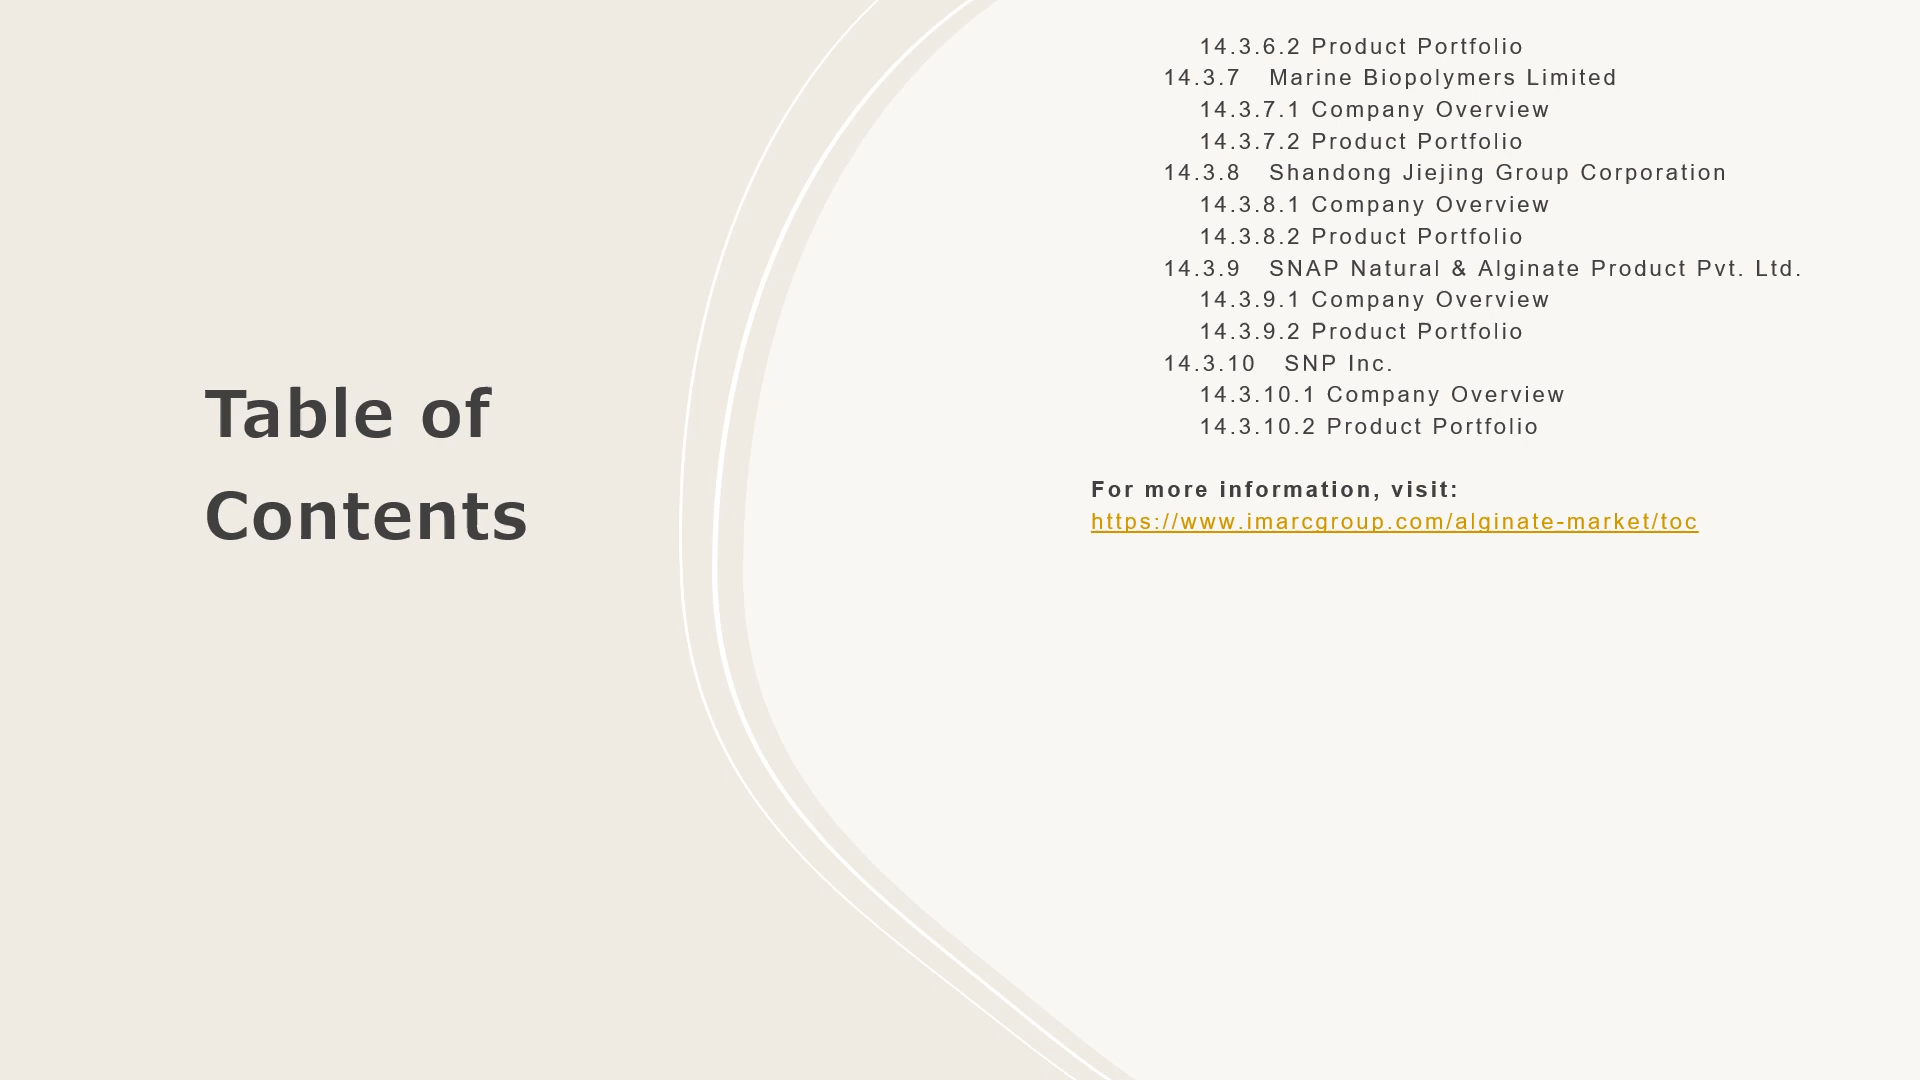 Table of
Contents
14.3.6.2 Product Portfolio
14.3.7 Marine Biopolymers Limited
14.3.7.1 Company Overview
14.3.7.2 Product Portfolio
14.3.8 Shandong Jiejing Group Corporation
14.3.8.1 Company Overview
14.3.8.2 Product Portfolio
14.3.9 SNAP Natural & Alginate Product Pvt. Ltd.
14.3.9.1 Company Overview
14.3.9.2 Product Portfolio
14.3.10 SNP Inc.
14.3.10.1 Company Overview
14.3.10.2 Product Portfolio
For more information, visit:
https://www.imarcgroup.com/alginate-market/toc